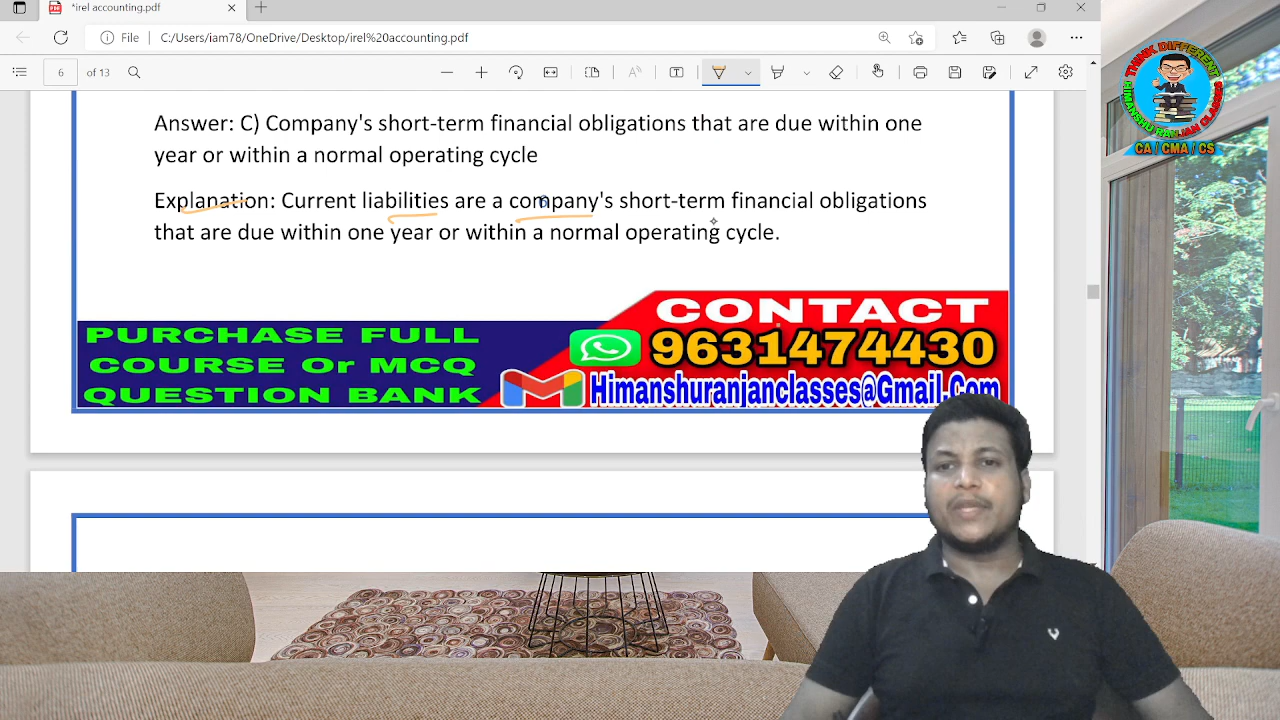 *irel accounting.pdf
File
C:/Users/iam78/OneDrive/Desktop/irel%20accounting.pdf
6 of 13
Answer: C) Company's short-term financial obligations that are due within one
year or within a normal operating cycle
Explanation: Current liabilities are a company's short-term financial obligations
that are due within one year or within a normal operating cycle.
PURCHASE FULL
COURSE Or MCQ
QUESTION BANK
CONTACT
9631474430
Himanshuranjanclasses@Gmail.Com
THINK DIFFERENT
HIMANSHU RANJAN CLASSES
CA / CMA / CS